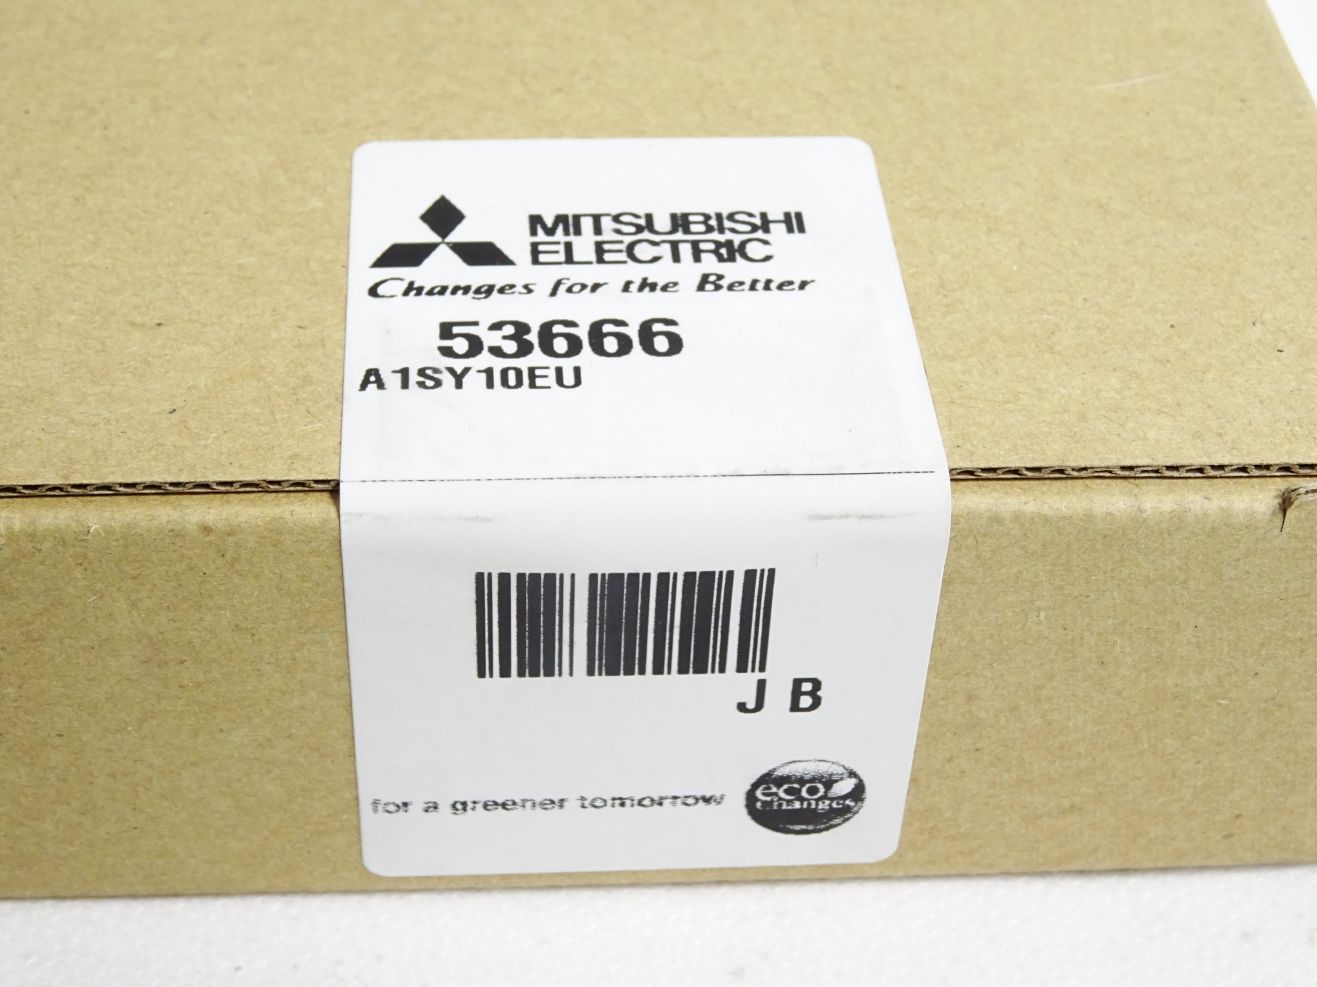 MITSUBISHI
ELECTRIC
Changes for the Better
53666
A1SY10EU
J B
for a greener tomorrow
eco
changes